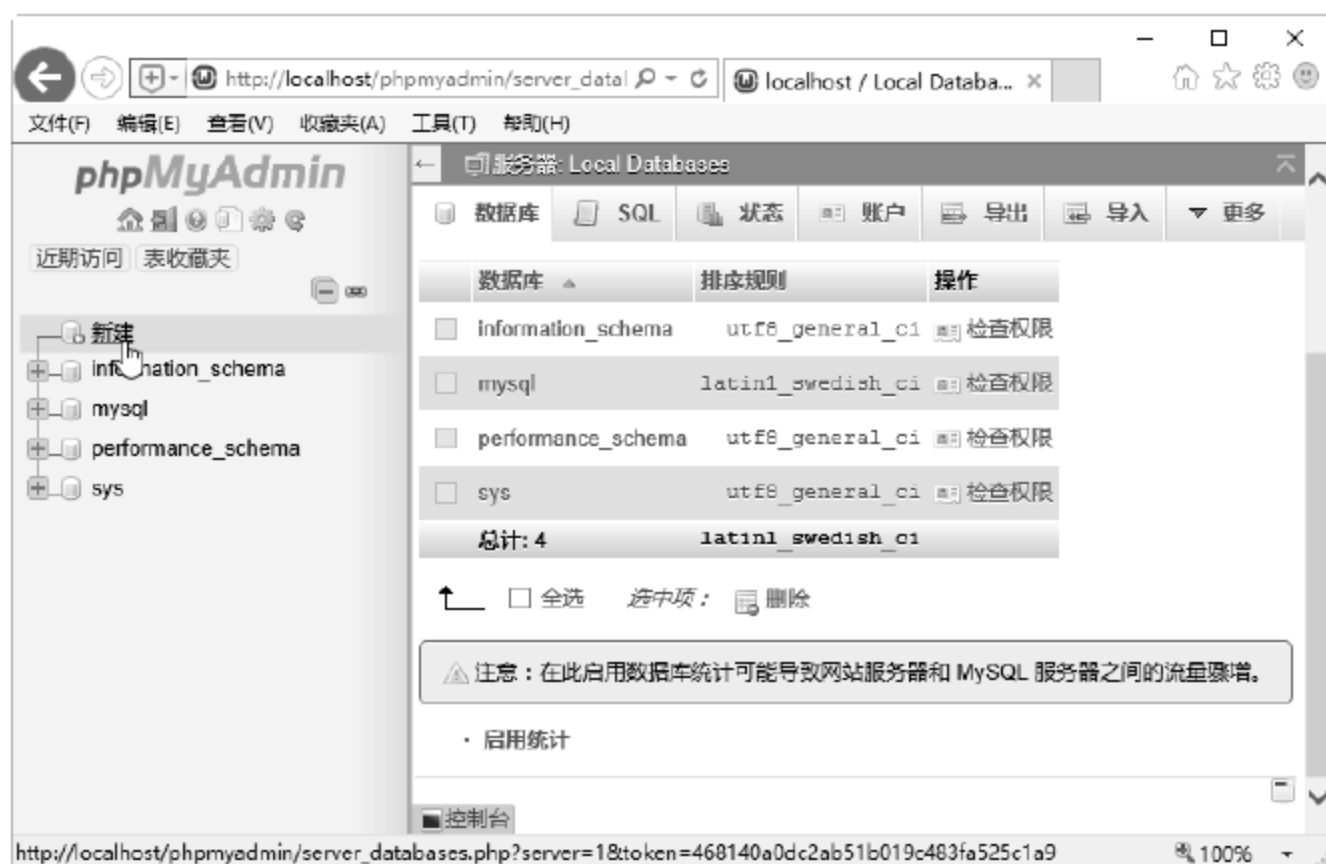 http://localhost/phpmyadmin/server_datal
localhost / Local Databa...
文件(F) 编辑(E) 查看(V) 收藏夹(A) 工具(T) 帮助(H)
phpMyAdmin
近期访问 表收藏夹
新建
information_schema
mysql
performance_schema
sys
服务器: Local Databases
数据库 SQL 状态 账户 导出 导入 更多
数据库 排序规则 操作
information_schema utf8_general_ci 检查权限
mysql latin1_swedish_ci 检查权限
performance_schema utf8_general_ci 检查权限
sys utf8_general_ci 检查权限
总计: 4 latin1_swedish_ci
全选 选中项： 删除
注意：在此启用数据库统计可能导致网站服务器和 MySQL 服务器之间的流量骤增。
· 启用统计
控制台
http://localhost/phpmyadmin/server_databases.php?server=1&token=468140a0dc2ab51b019c483fa525c1a9 100%